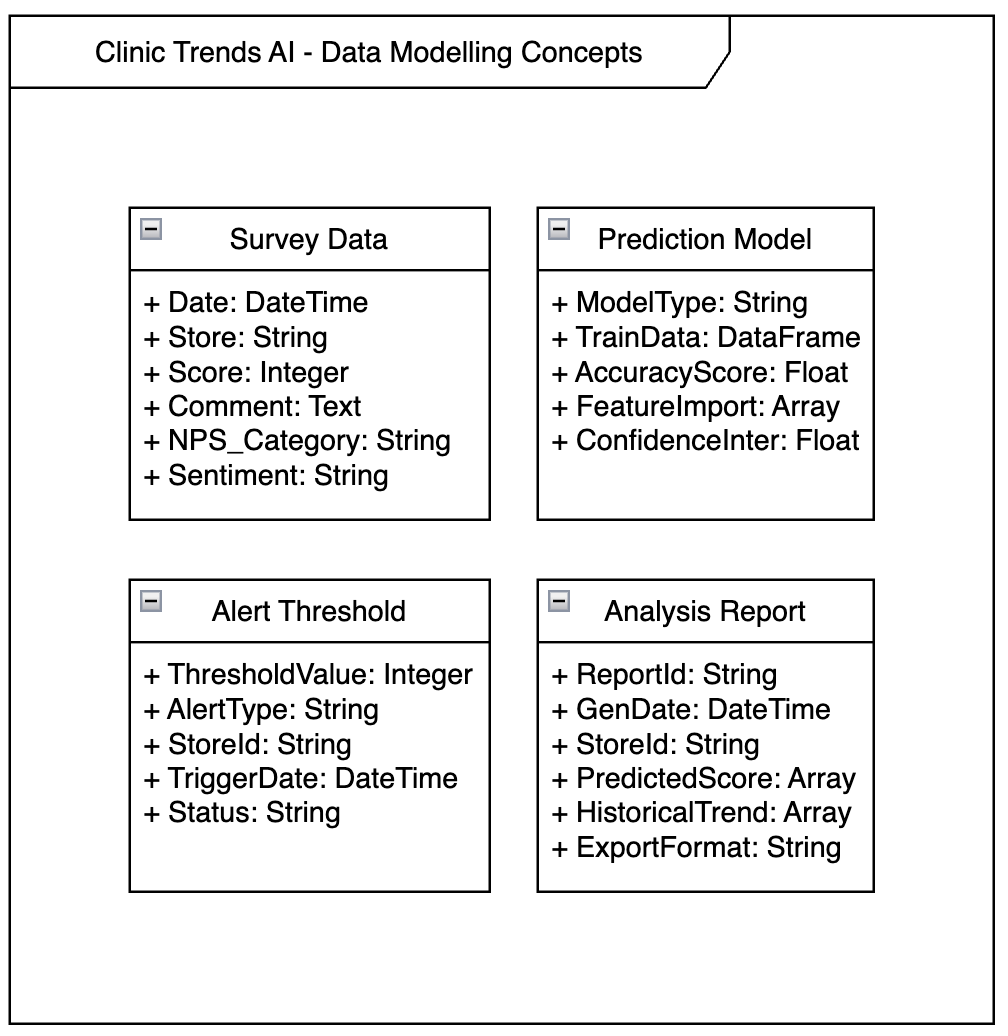 Clinic Trends AI - Data Modelling Concepts
Survey Data
+ Date: DateTime
+ Store: String
+ Score: Integer
+ Comment: Text
+ NPS_Category: String
+ Sentiment: String
Prediction Model
+ ModelType: String
+ TrainData: DataFrame
+ AccuracyScore: Float
+ FeatureImport: Array
+ ConfidenceInter: Float
Alert Threshold
+ ThresholdValue: Integer
+ AlertType: String
+ StoreId: String
+ TriggerDate: DateTime
+ Status: String
Analysis Report
+ ReportId: String
+ GenDate: DateTime
+ StoreId: String
+ PredictedScore: Array
+ HistoricalTrend: Array
+ ExportFormat: String